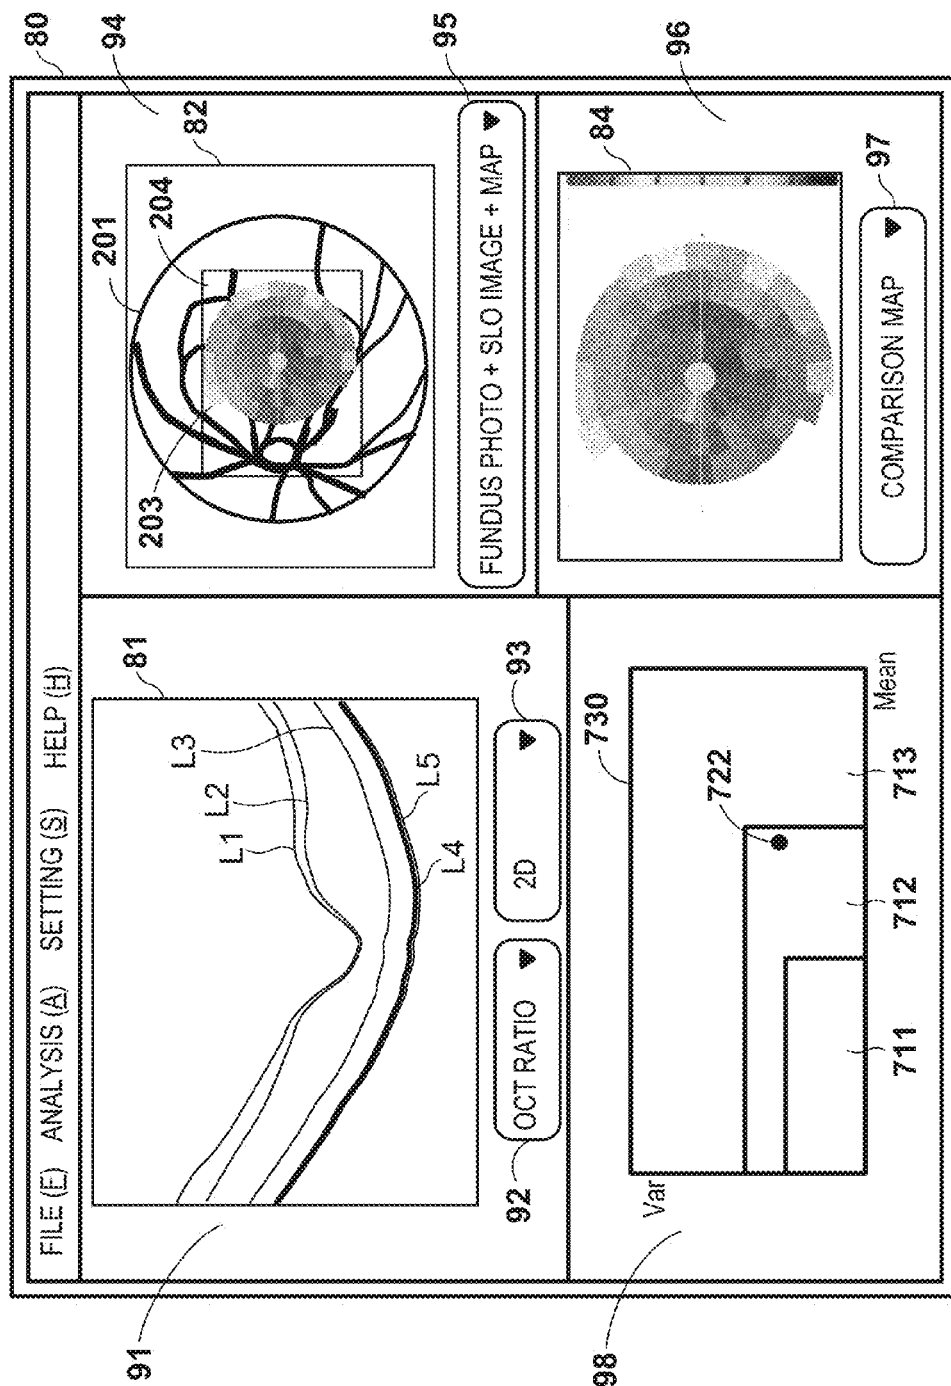 80
FILE (F) ANALYSIS (A) SETTING (S) HELP (H)
91
81
L1
L2
L3
L4
L5
92
OCT RATIO ▼
2D ▼
93
94
82
201
203
204
FUNDUS PHOTO + SLO IMAGE + MAP ▼
95
98
Var
730
722
Mean
711
712
713
96
84
COMPARISON MAP ▼
97